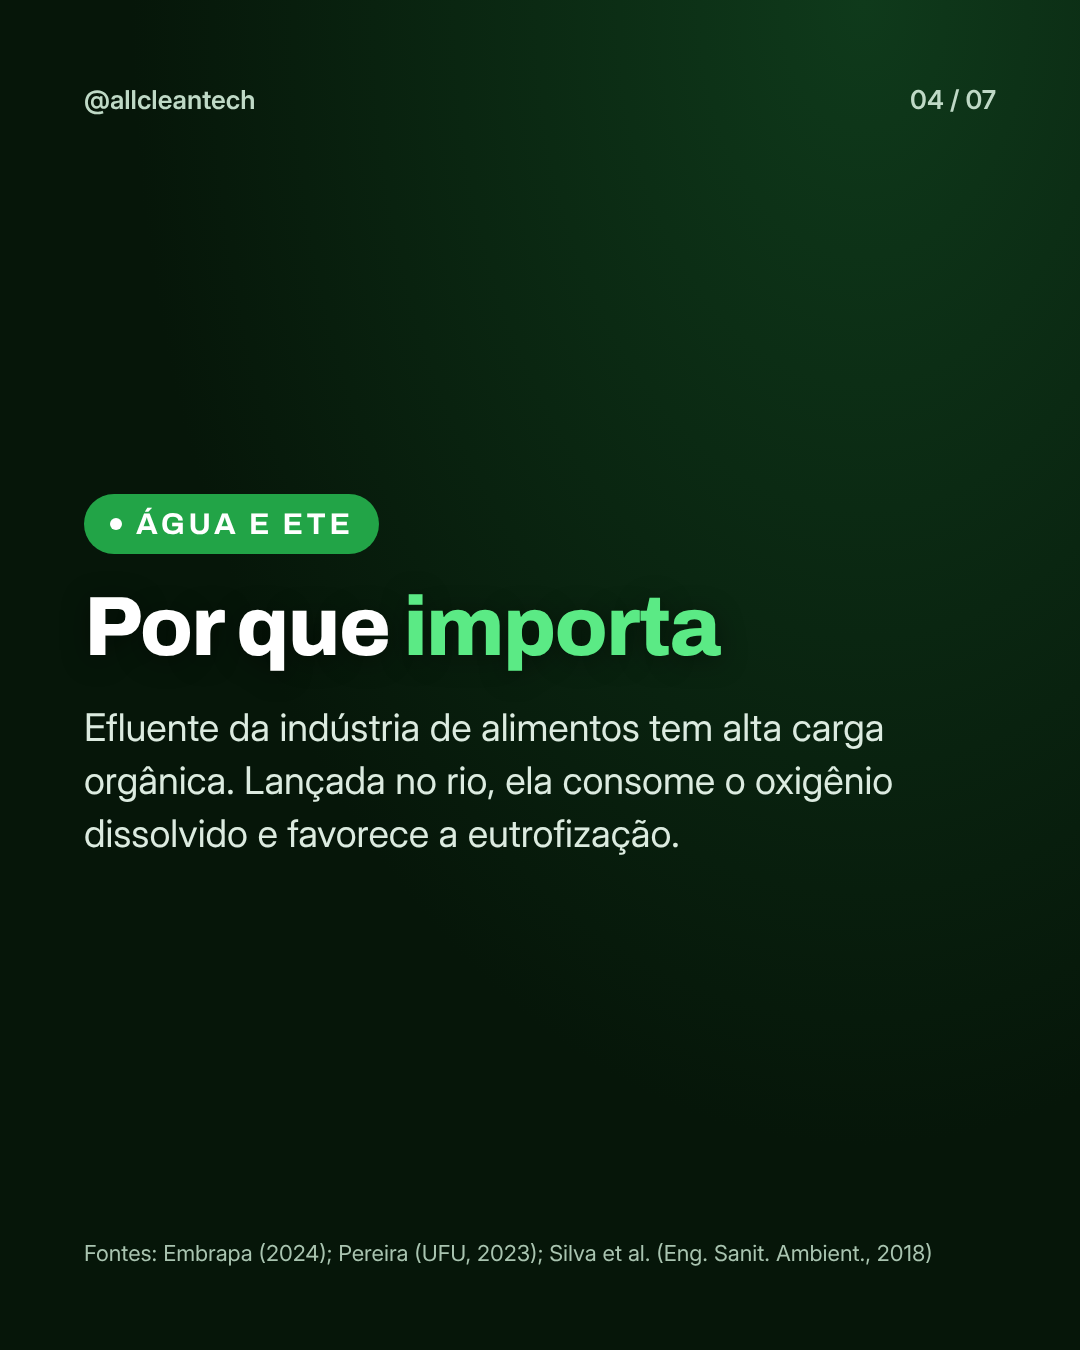 @allcleantech
04 / 07
• ÁGUA E ETE
Por que importa
Efluente da indústria de alimentos tem alta carga
orgânica. Lançada no rio, ela consome o oxigênio
dissolvido e favorece a eutrofização.
Fontes: Embrapa (2024); Pereira (UFU, 2023); Silva et al. (Eng. Sanit. Ambient., 2018)